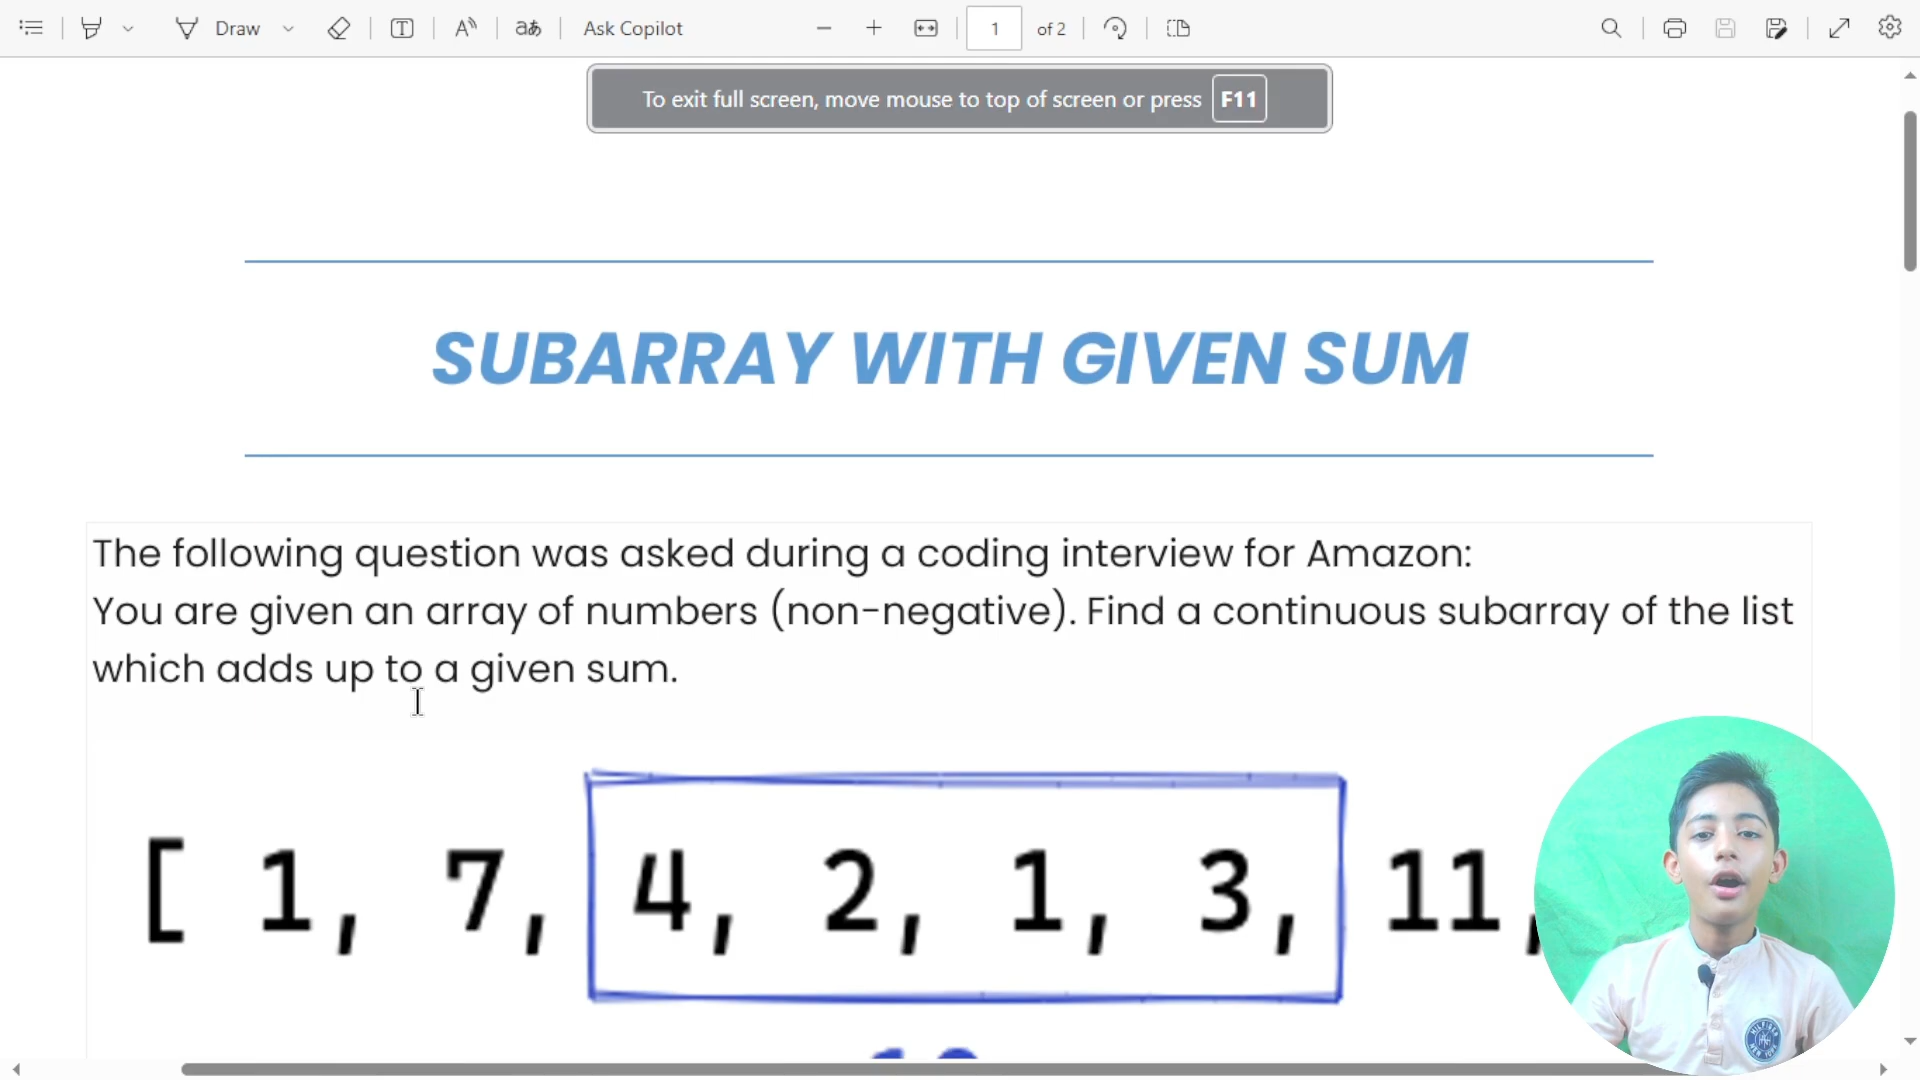 Draw
Ask Copilot
1
of 2
To exit full screen, move mouse to top of screen or press F11
SUBARRAY WITH GIVEN SUM
The following question was asked during a coding interview for Amazon:
You are given an array of numbers (non-negative). Find a continuous subarray of the list
which adds up to a given sum.
[ 1, 7, 4, 2, 1, 3, 11,
HILFIGER
NEW YORK